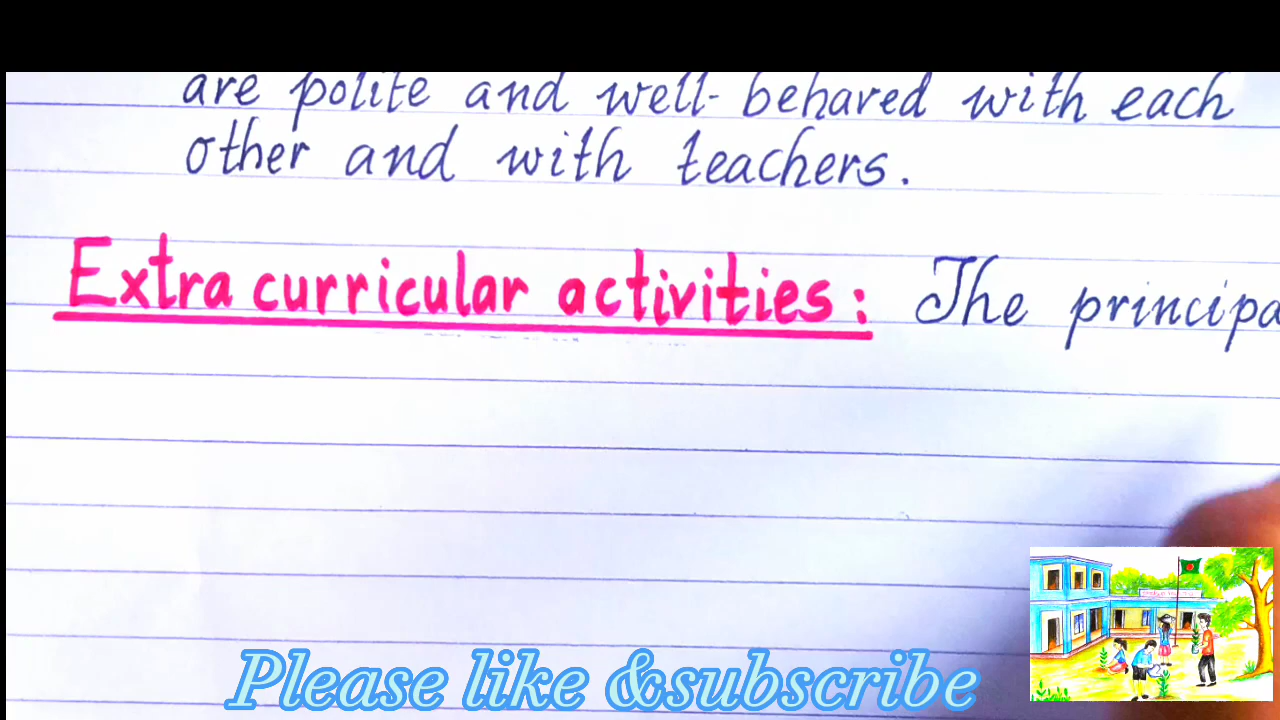 are polite and well-behaved with each
other and with teachers.
Extra curricular activities: The principa
Please like &subscribe